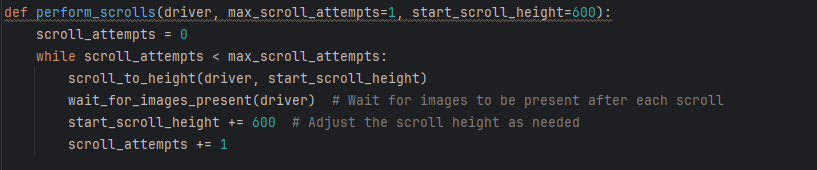 def perform_scrolls(driver, max_scroll_attempts=1, start_scroll_height=600):
    scroll_attempts = 0
    while scroll_attempts < max_scroll_attempts:
        scroll_to_height(driver, start_scroll_height)
        wait_for_images_present(driver)  # Wait for images to be present after each scroll
        start_scroll_height += 600  # Adjust the scroll height as needed
        scroll_attempts += 1